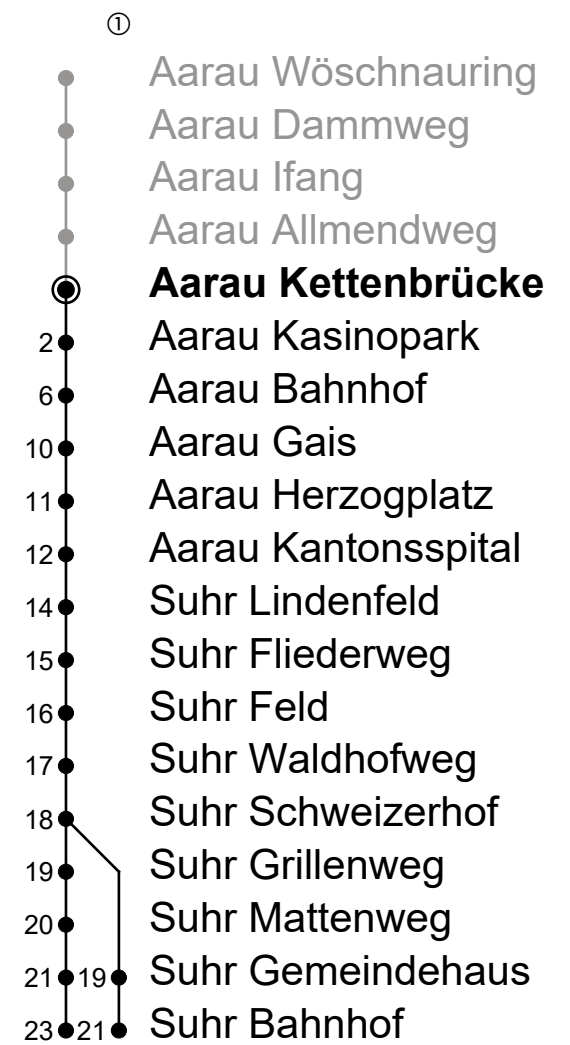 ①
Aarau Wöschnauring
Aarau Dammweg
Aarau Ifang
Aarau Allmendweg
Aarau Kettenbrücke
2 Aarau Kasinopark
6 Aarau Bahnhof
10 Aarau Gais
11 Aarau Herzogplatz
12 Aarau Kantonsspital
14 Suhr Lindenfeld
15 Suhr Fliederweg
16 Suhr Feld
17 Suhr Waldhofweg
18 Suhr Schweizerhof
19 Suhr Grillenweg
20 Suhr Mattenweg
21 19 Suhr Gemeindehaus
23 21 Suhr Bahnhof